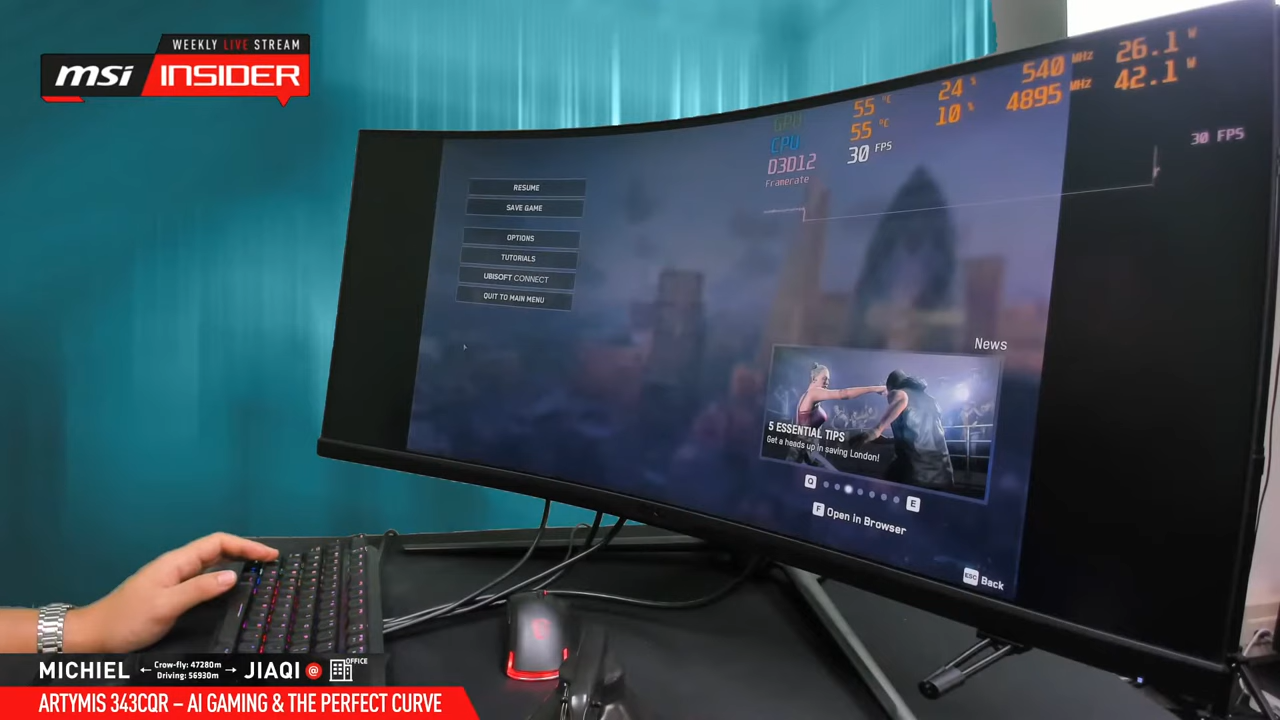 WEEKLY LIVE STREAM
msi INSIDER
GPU 55 °C 24 % 540 MHz 26.1 W
CPU 55 °C 10 % 4895 MHz 42.1 W
D3D12 30 FPS
Framerate
30 FPS
RESUME
SAVE GAME
OPTIONS
TUTORIALS
UBISOFT CONNECT
QUIT TO MAIN MENU
News
5 ESSENTIAL TIPS
Get a heads up in saving London!
Q E
F Open in Browser
ESC Back
MICHIEL ← Crow-fly: 47280m → JIAQI @ OFFICE
Driving: 56930m
ARTYMIS 343CQR – AI GAMING & THE PERFECT CURVE